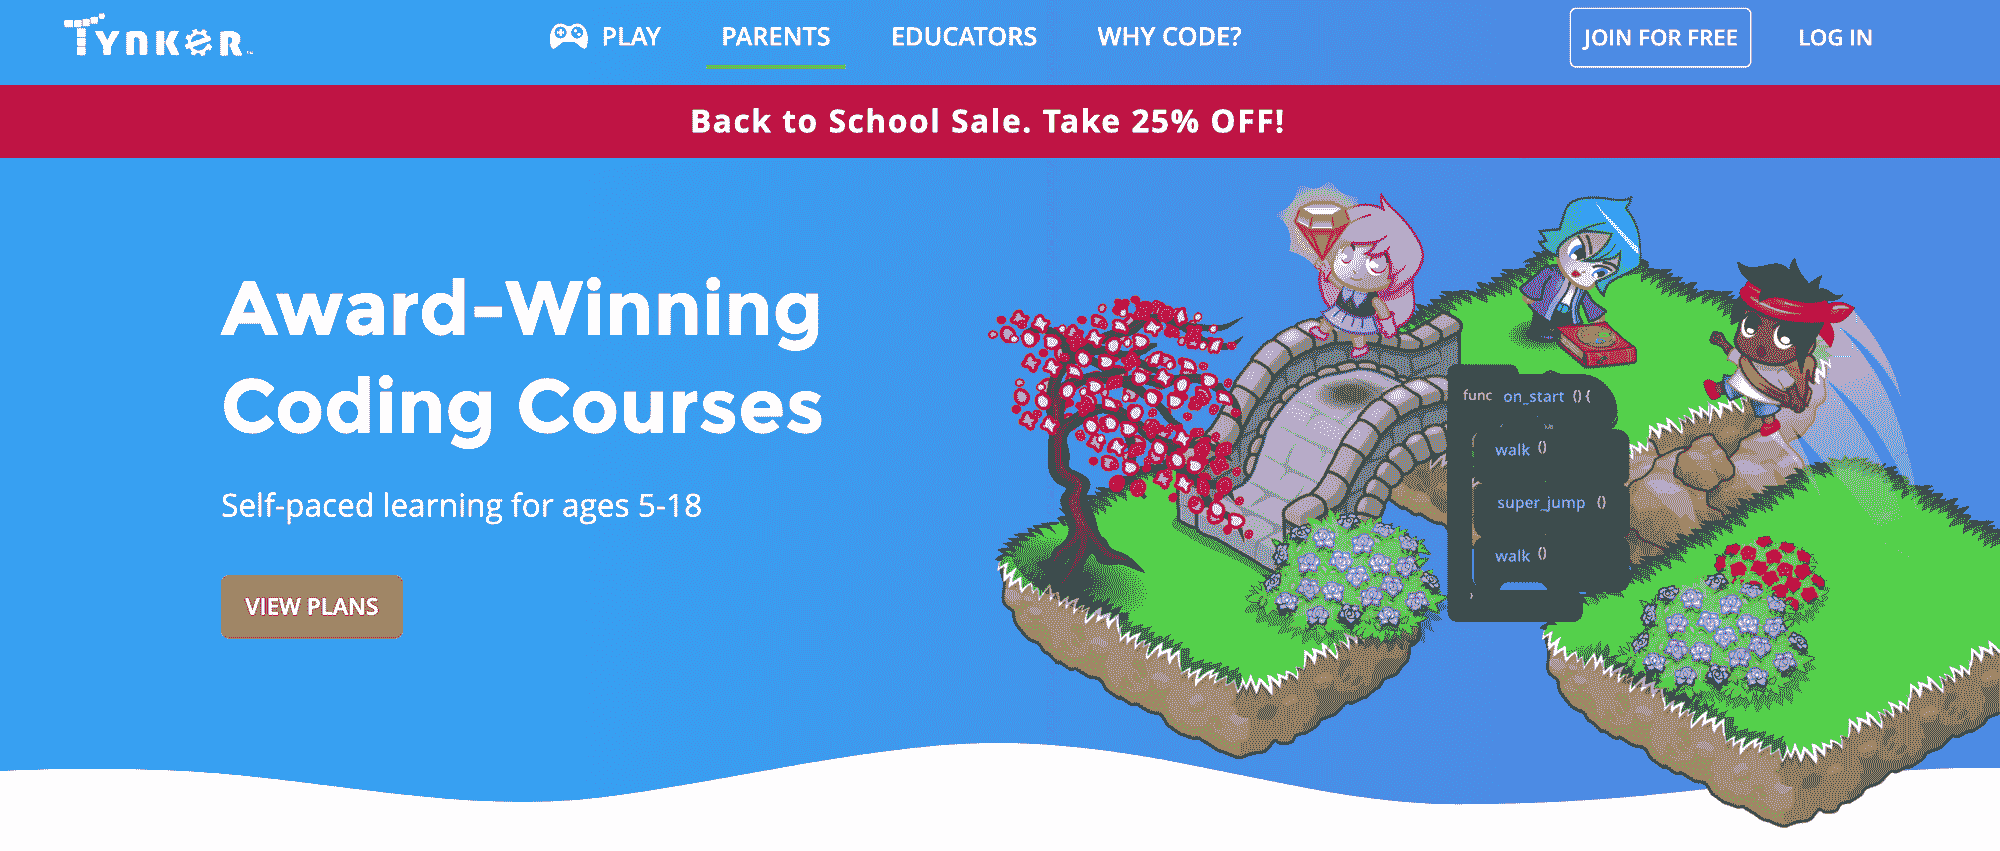 TYNKER
PLAY
PARENTS
EDUCATORS
WHY CODE?
JOIN FOR FREE
LOG IN
Back to School Sale. Take 25% OFF!
Award-Winning
Coding Courses
Self-paced learning for ages 5-18
VIEW PLANS
func on_start () {
walk ()
super_jump ()
walk ()
}